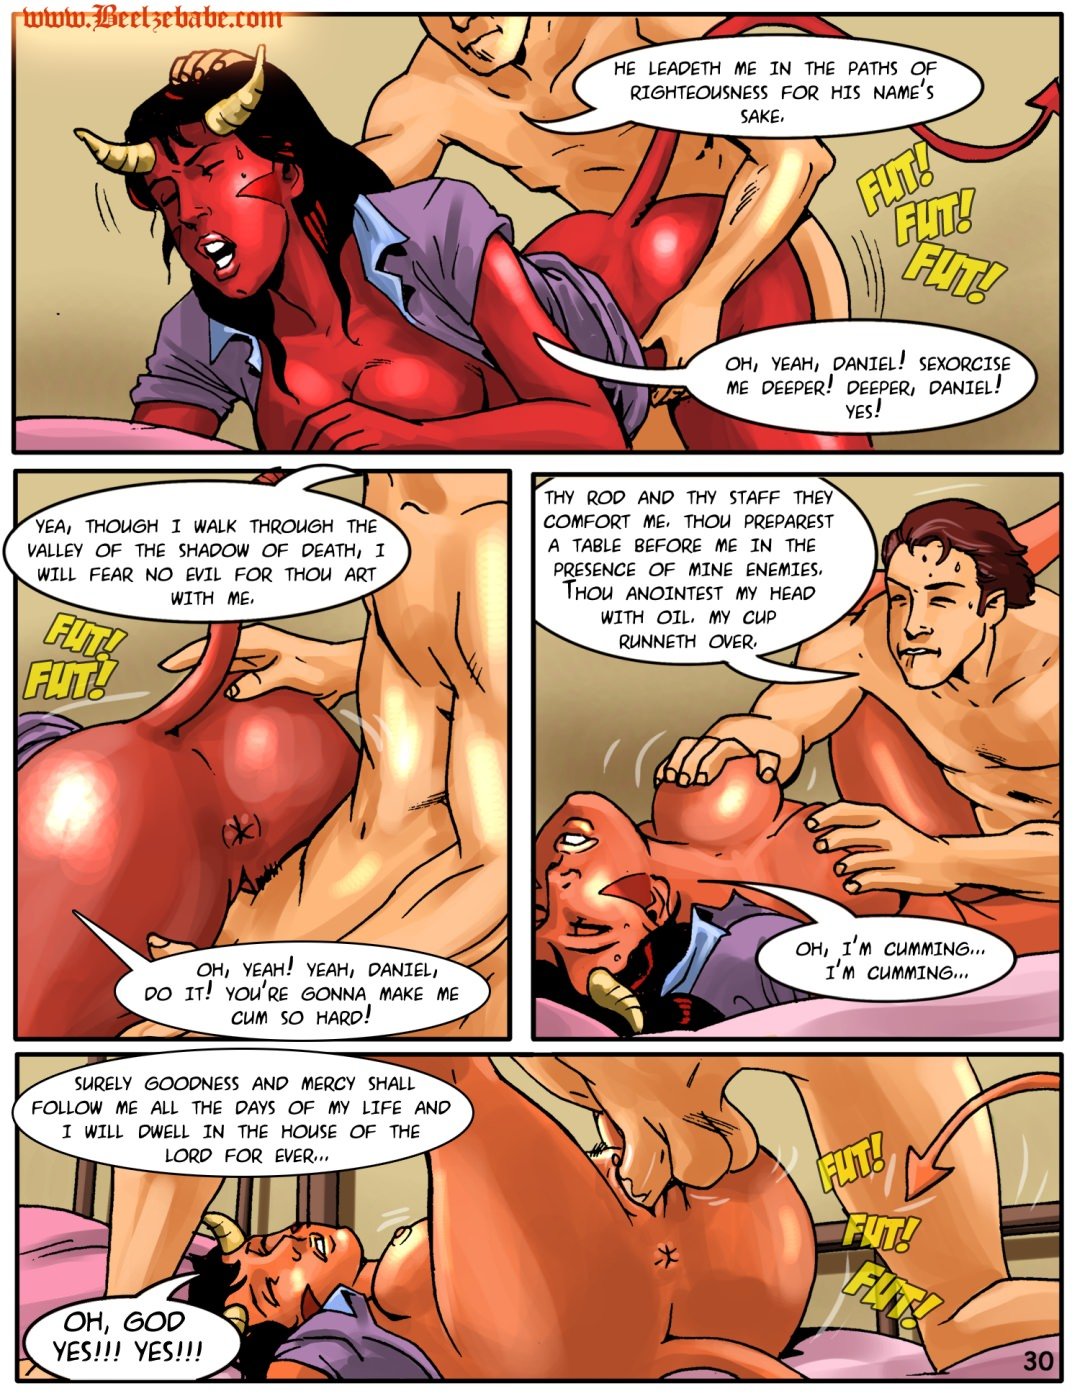 www.Beelzebabe.com
HE LEADETH ME IN THE PATHS OF
RIGHTEOUSNESS FOR HIS NAME'S
SAKE.
FUT!
FUT!
FUT!
OH, YEAH, DANIEL! SEXORCISE
ME DEEPER! DEEPER, DANIEL!
YES!
YEA, THOUGH I WALK THROUGH THE
VALLEY OF THE SHADOW OF DEATH, I
WILL FEAR NO EVIL FOR THOU ART
WITH ME.
FUT!
FUT!
OH, YEAH! YEAH, DANIEL,
DO IT! YOU'RE GONNA MAKE ME
CUM SO HARD!
THY ROD AND THY STAFF THEY
COMFORT ME. THOU PREPAREST
A TABLE BEFORE ME IN THE
PRESENCE OF MINE ENEMIES.
THOU ANOINTEST MY HEAD
WITH OIL. MY CUP
RUNNETH OVER.
OH, I'M CUMMING...
I'M CUMMING...
SURELY GOODNESS AND MERCY SHALL
FOLLOW ME ALL THE DAYS OF MY LIFE AND
I WILL DWELL IN THE HOUSE OF THE
LORD FOR EVER...
FUT!
FUT!
FUT!
OH, GOD
YES!!! YES!!!
30